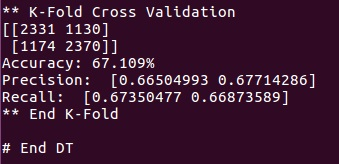 ** K-Fold Cross Validation
[[2331 1130]
 [1174 2370]]
Accuracy: 67.109%
Precision:  [0.66504993 0.67714286]
Recall:  [0.67350477 0.66873589]
** End K-Fold
# End DT